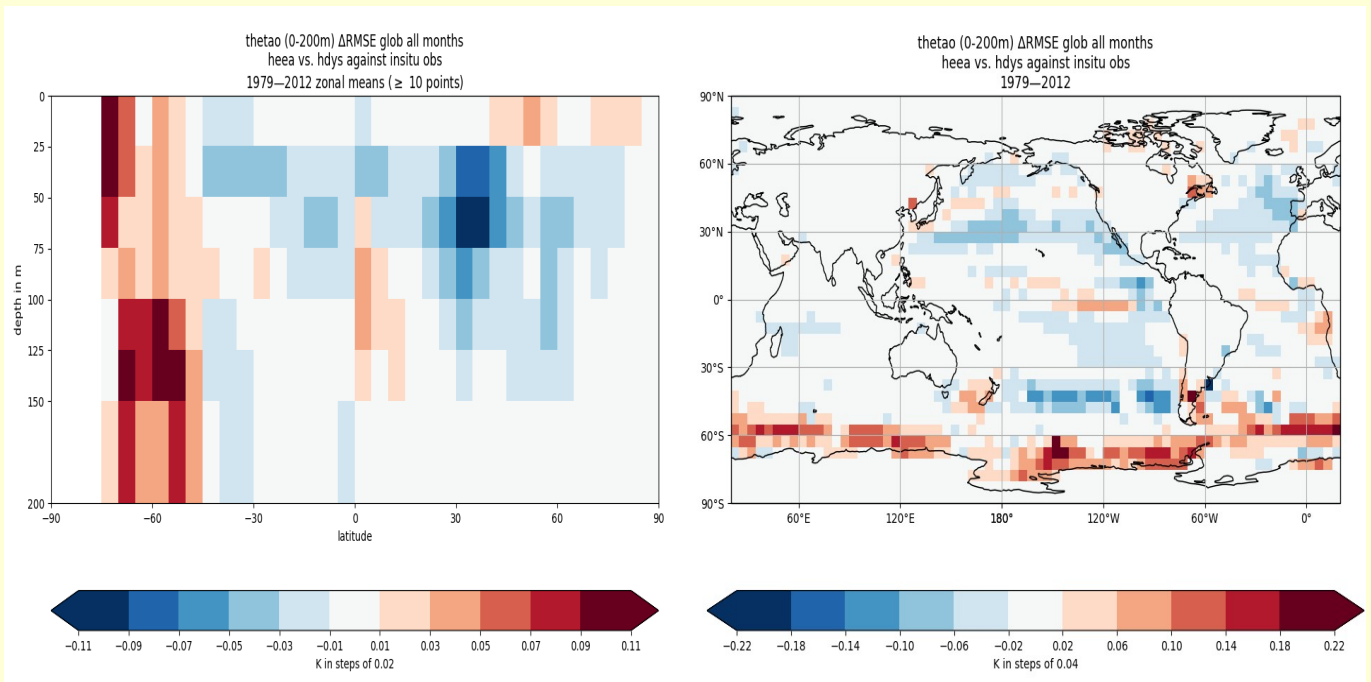 thetao (0-200m) ΔRMSE glob all months
heea vs. hdys against insitu obs
1979—2012 zonal means (≥ 10 points)
0
25
50
75
100
125
150
200
depth in m
−90
−60
−30
0
30
60
90
latitude
−0.11
−0.09
−0.07
−0.05
−0.03
−0.01
0.01
0.03
0.05
0.07
0.09
0.11
K in steps of 0.02
thetao (0-200m) ΔRMSE glob all months
heea vs. hdys against insitu obs
1979—2012
90°N
60°N
30°N
0°
30°S
60°S
90°S
60°E
120°E
180°
120°W
60°W
0°
−0.22
−0.18
−0.14
−0.10
−0.06
−0.02
0.02
0.06
0.10
0.14
0.18
0.22
K in steps of 0.04